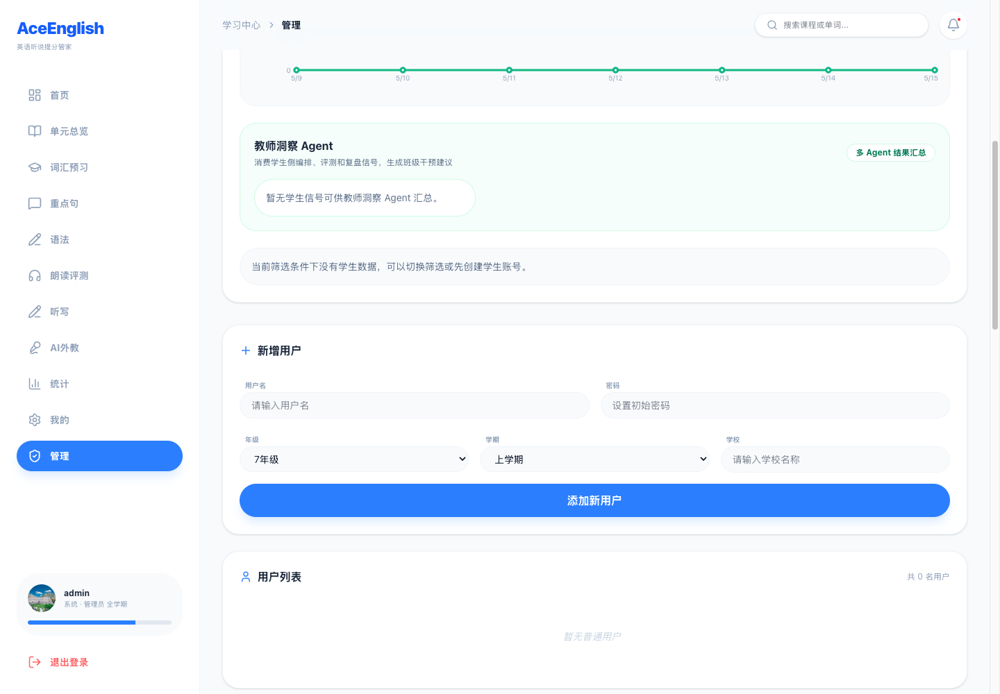 AceEnglish
英语听说提分管家
首页
单元总览
词汇预习
重点句
语法
朗读评测
听写
AI外教
统计
我的
管理
admin
系统 · 管理员 全学期
退出登录
学习中心 > 管理
搜索课程或单词...
0
5/9 5/10 5/11 5/12 5/13 5/14 5/15
教师洞察 Agent
消费学生侧编排、评测和复盘信号，生成班级干预建议
多 Agent 结果汇总
暂无学生信号可供教师洞察 Agent 汇总。
当前筛选条件下没有学生数据，可以切换筛选或先创建学生账号。
新增用户
用户名 密码
请输入用户名 设置初始密码
年级 学期 学校
7年级 上学期 请输入学校名称
添加新用户
用户列表
共 0 名用户
暂无普通用户